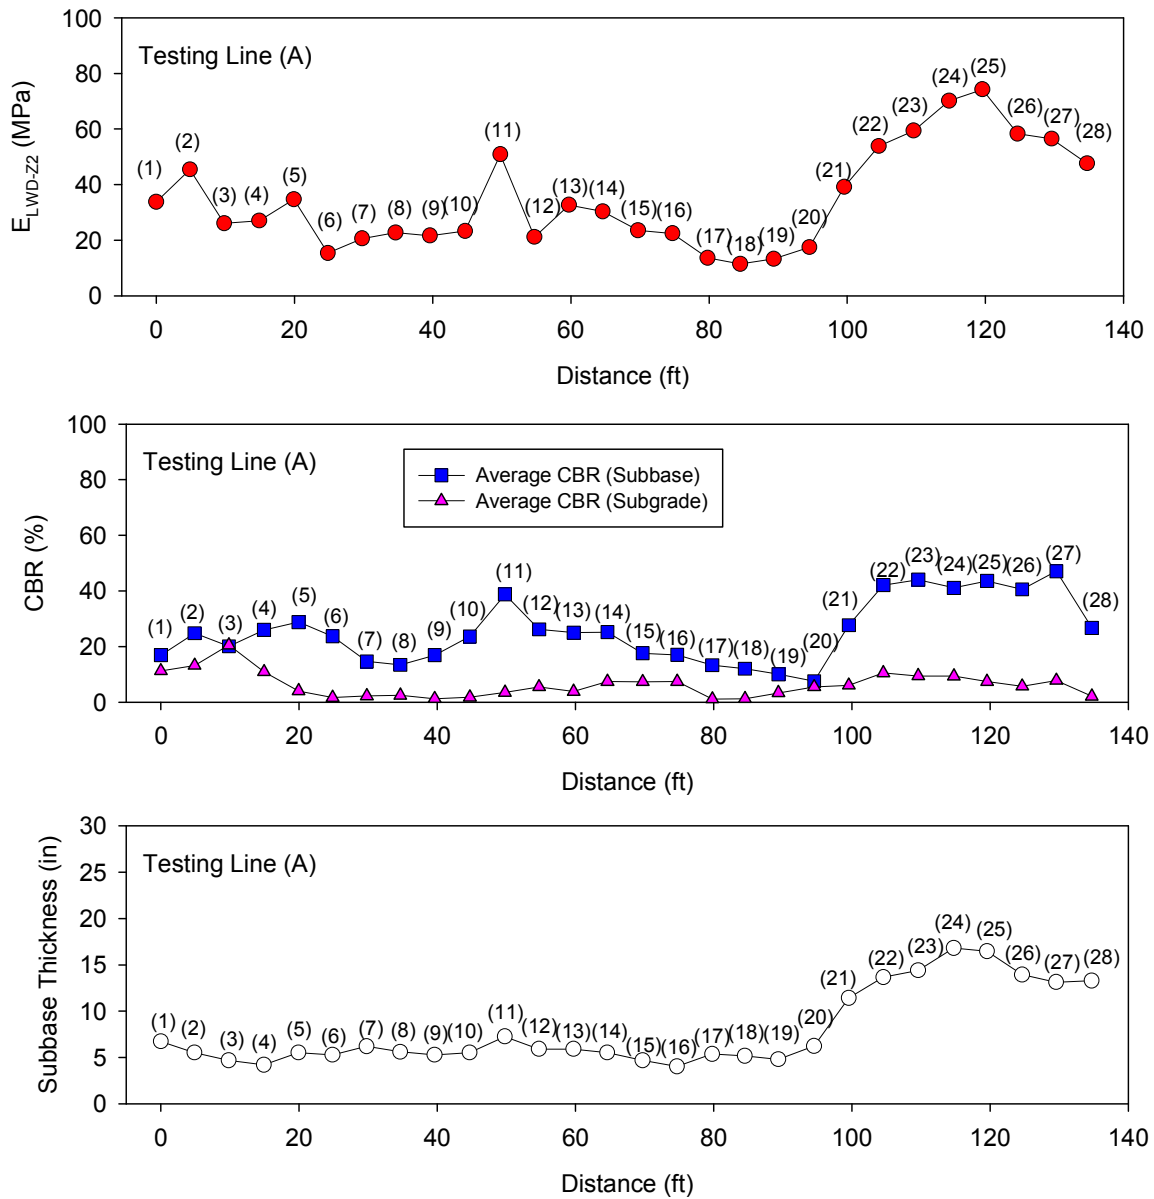 Testing Line (A)
E_LWD-Z2 (MPa)
100
80
60
40
20
0
(1) (2) (3) (4) (5) (6) (7) (8) (9) (10) (11) (12) (13) (14) (15) (16) (17) (18) (19) (20) (21) (22) (23) (24) (25) (26) (27) (28)
0 20 40 60 80 100 120 140
Distance (ft)
Testing Line (A)
CBR (%)
100
80
60
40
20
0
Average CBR (Subbase)
Average CBR (Subgrade)
(1) (2) (3) (4) (5) (6) (7) (8) (9) (10) (11) (12) (13) (14) (15) (16) (17) (18) (19) (20) (21) (22) (23) (24) (25) (26) (27) (28)
0 20 40 60 80 100 120 140
Distance (ft)
Testing Line (A)
Subbase Thickness (in)
30
25
20
15
10
5
0
(1) (2) (3) (4) (5) (6) (7) (8) (9) (10) (11) (12) (13) (14) (15) (16) (17) (18) (19) (20) (21) (22) (23) (24) (25) (26) (27) (28)
0 20 40 60 80 100 120 140
Distance (ft)